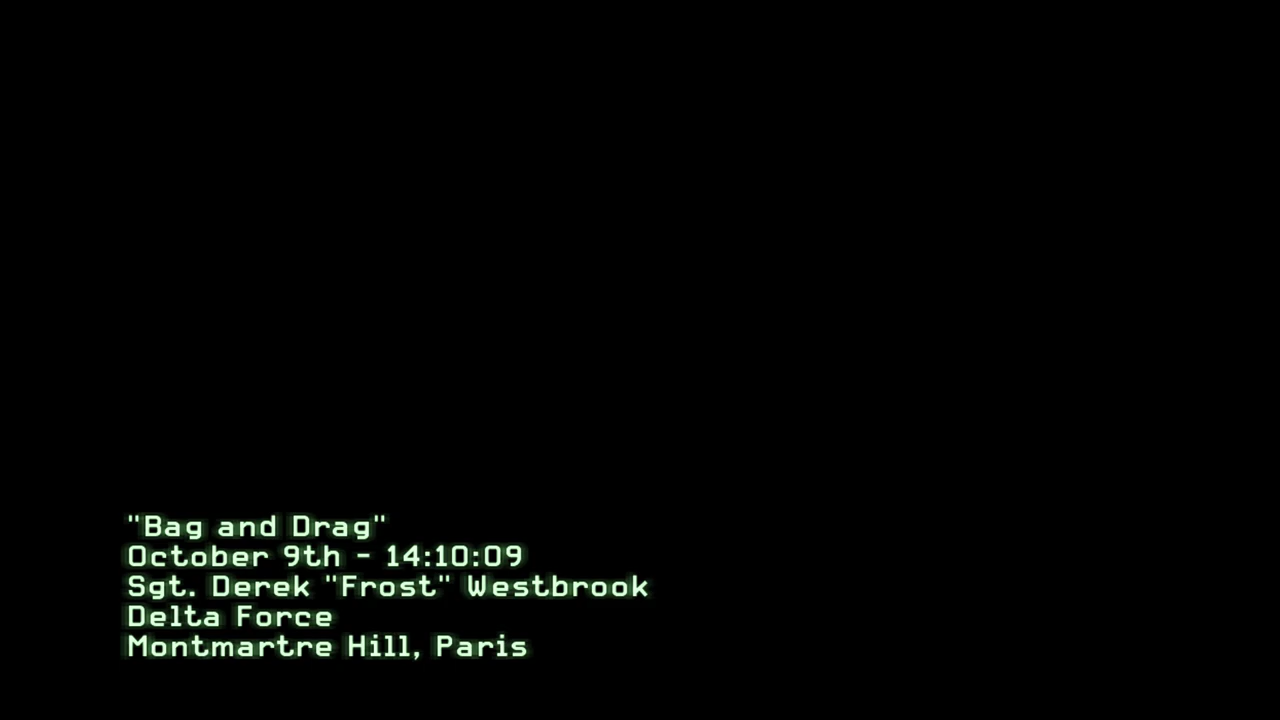 "Bag and Drag"
October 9th - 14:10:09
Sgt. Derek "Frost" Westbrook
Delta Force
Montmartre Hill, Paris